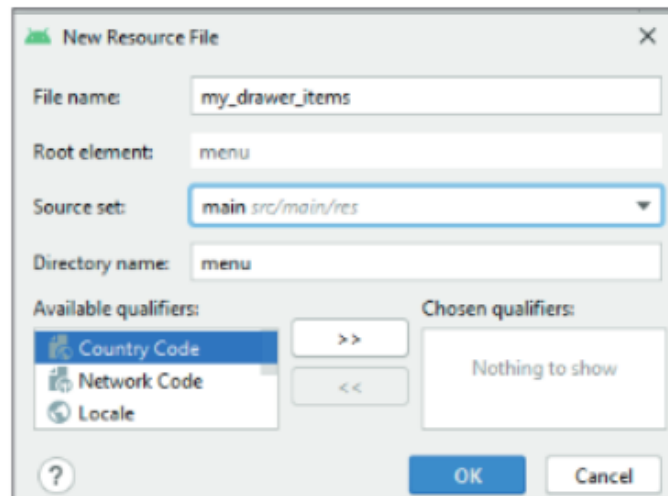 New Resource File
File name: my_drawer_items
Root element: menu
Source set: main src/main/res
Directory name: menu
Available qualifiers:
Country Code
Network Code
Locale
>>
<<
Chosen qualifiers:
Nothing to show
?
OK
Cancel